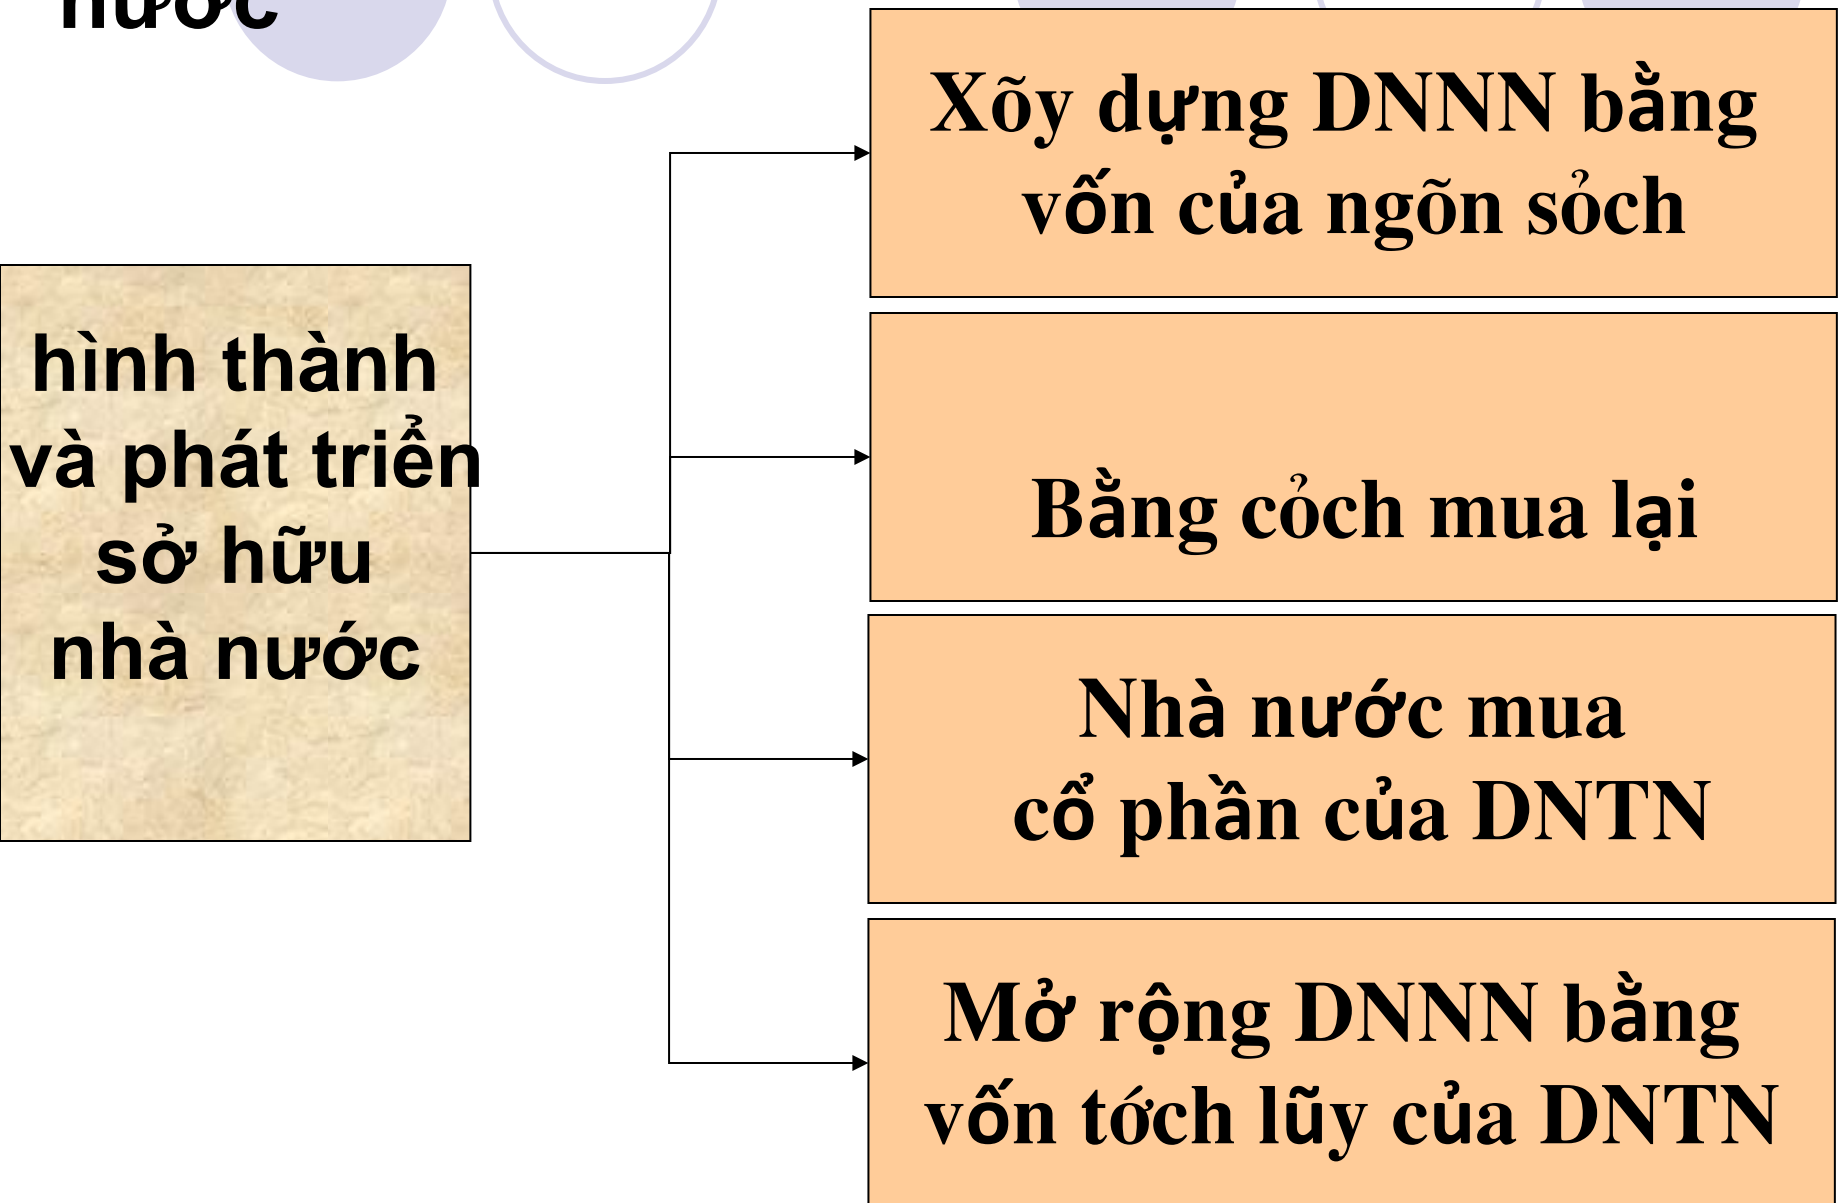 nước
hình thành
và phát triển
sở hữu
nhà nước
Xõy dựng DNNN bằng
vốn của ngõn sỏch
Bằng cỏch mua lại
Nhà nước mua
cổ phần của DNTN
Mở rộng DNNN bằng
vốn tớch lũy của DNTN